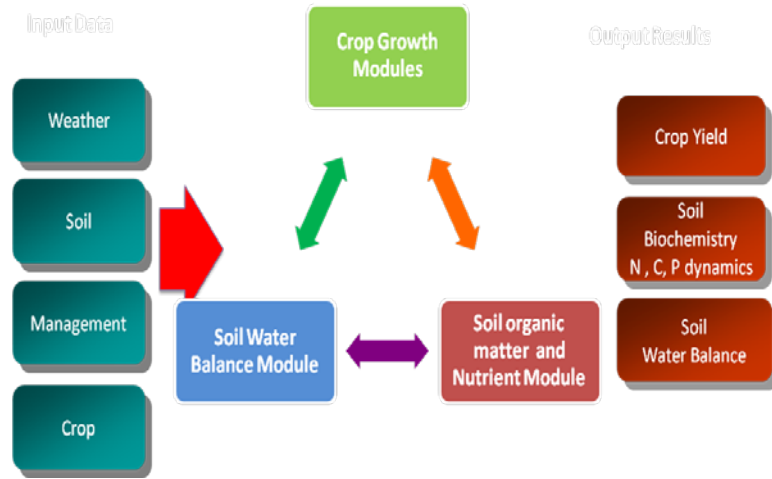 Input Data
Crop Growth
Modules
Output Results
Weather
Soil
Management
Crop
Soil Water
Balance Module
Soil organic
matter and
Nutrient Module
Crop Yield
Soil
Biochemistry
N , C, P dynamics
Soil
Water Balance